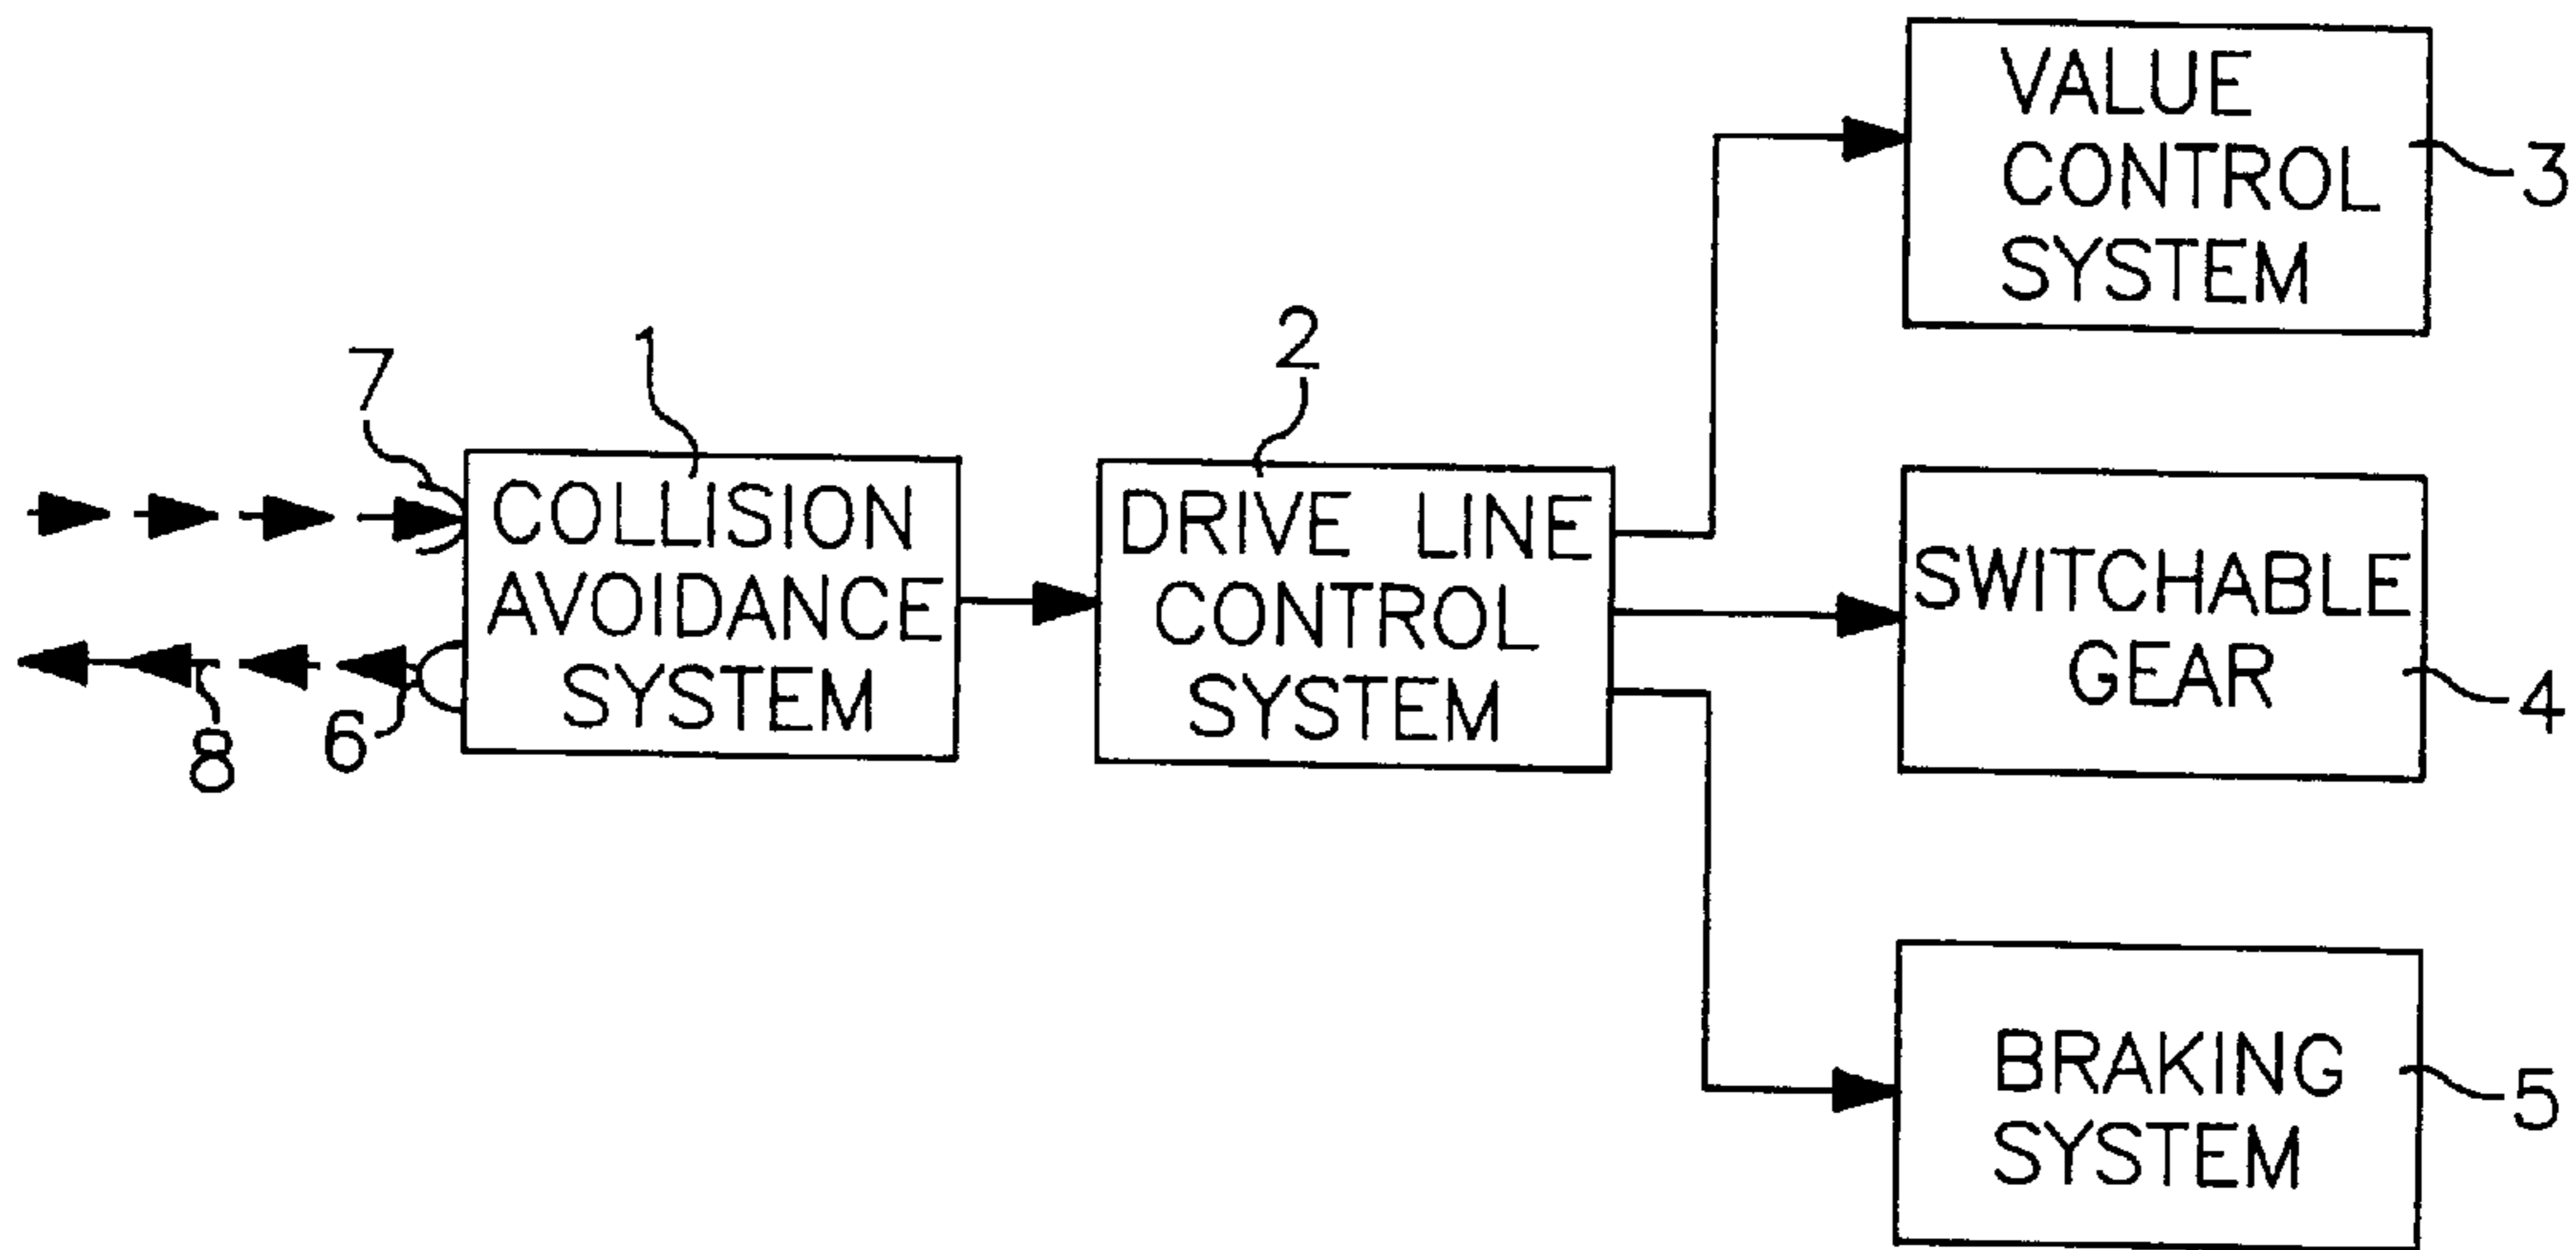 VALUE
CONTROL
SYSTEM
3
7
1
2
COLLISION
AVOIDANCE
SYSTEM
DRIVE LINE
CONTROL
SYSTEM
SWITCHABLE
GEAR
4
8
6
BRAKING
SYSTEM
5